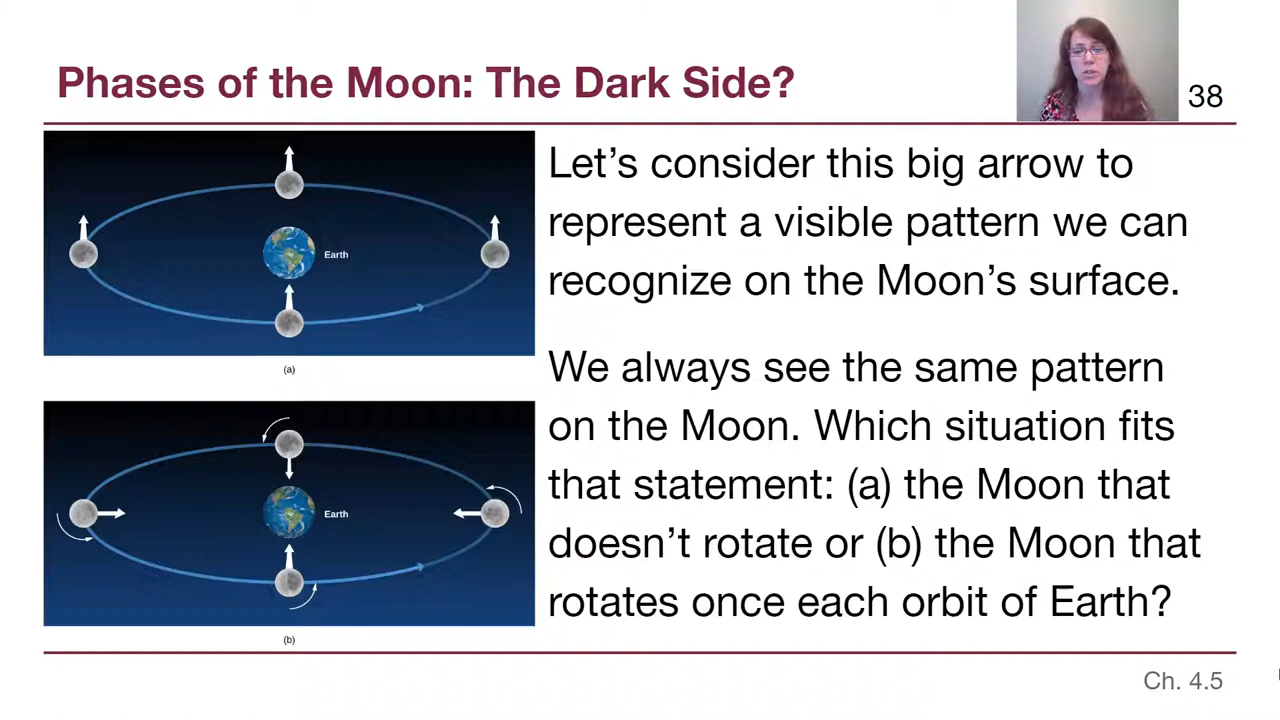 Phases of the Moon: The Dark Side?
38
Earth
(a)
Earth
(b)
Let’s consider this big arrow to
represent a visible pattern we can
recognize on the Moon’s surface.
We always see the same pattern
on the Moon. Which situation fits
that statement: (a) the Moon that
doesn’t rotate or (b) the Moon that
rotates once each orbit of Earth?
Ch. 4.5